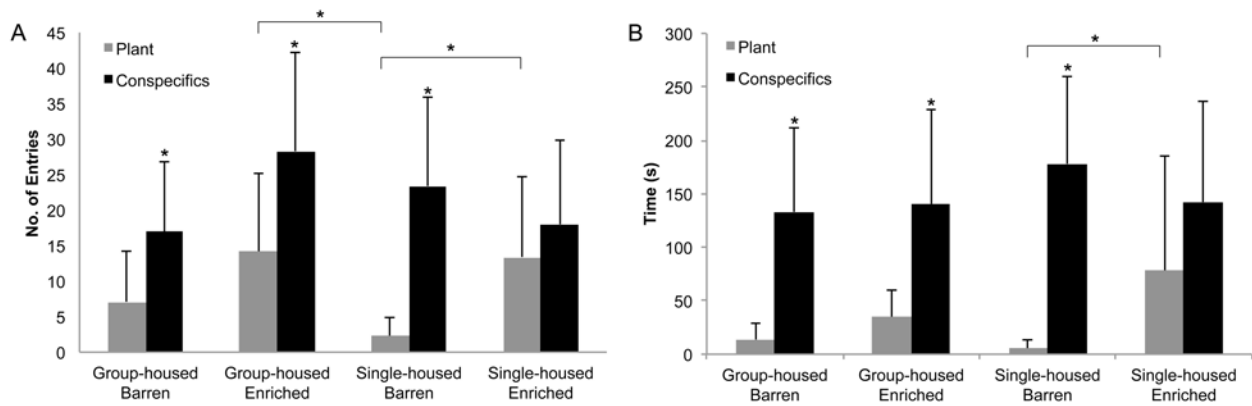 A
Plant
Conspecifics
No. of Entries
45
40
35
30
25
20
15
10
5
0
*
*
*
*
*
Group-housed
Barren
Group-housed
Enriched
Single-housed
Barren
Single-housed
Enriched
B
Plant
Conspecifics
Time (s)
300
250
200
150
100
50
0
*
*
*
*
Group-housed
Barren
Group-housed
Enriched
Single-housed
Barren
Single-housed
Enriched